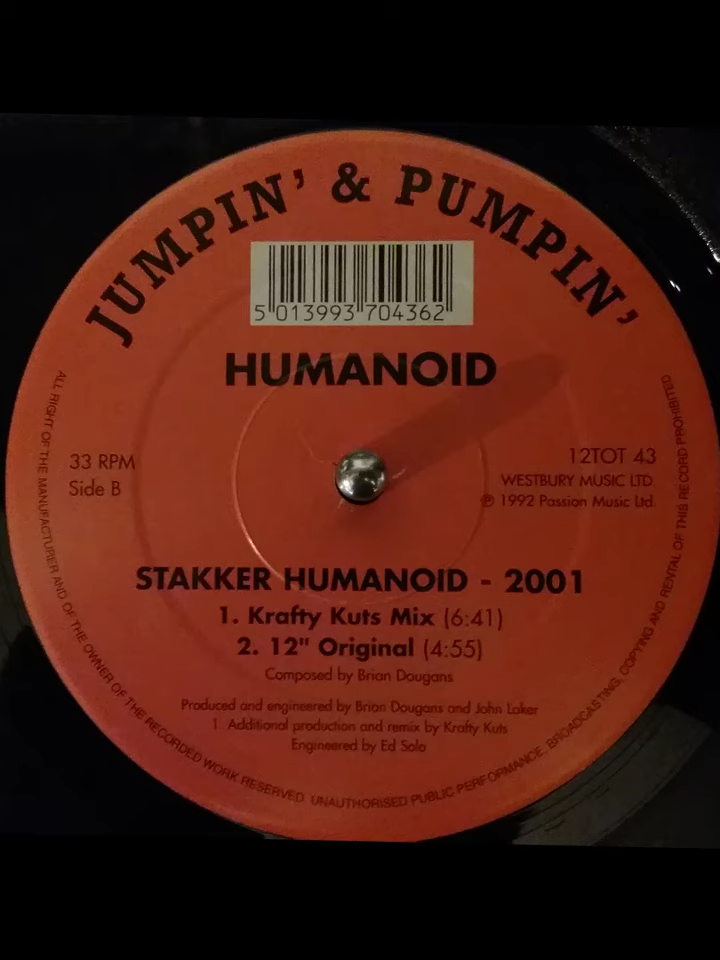 JUMPIN' & PUMPIN'
5 013993 704362
HUMANOID
33 RPM
Side B
12TOT 43
WESTBURY MUSIC LTD.
℗ 1992 Passion Music Ltd.
STAKKER HUMANOID - 2001
1. Krafty Kuts Mix (6:41)
2. 12" Original (4:55)
Composed by Brian Dougans
Produced and engineered by Brian Dougans and John Laker
1. Additional production and remix by Krafty Kuts
Engineered by Ed Solo
ALL RIGHT OF THE MANUFACTURER AND OF THE OWNER OF THE RECORDED WORK RESERVED. UNAUTHORISED PUBLIC PERFORMANCE, BROADCASTING, COPYING AND RENTAL OF THIS RECORD PROHIBITED